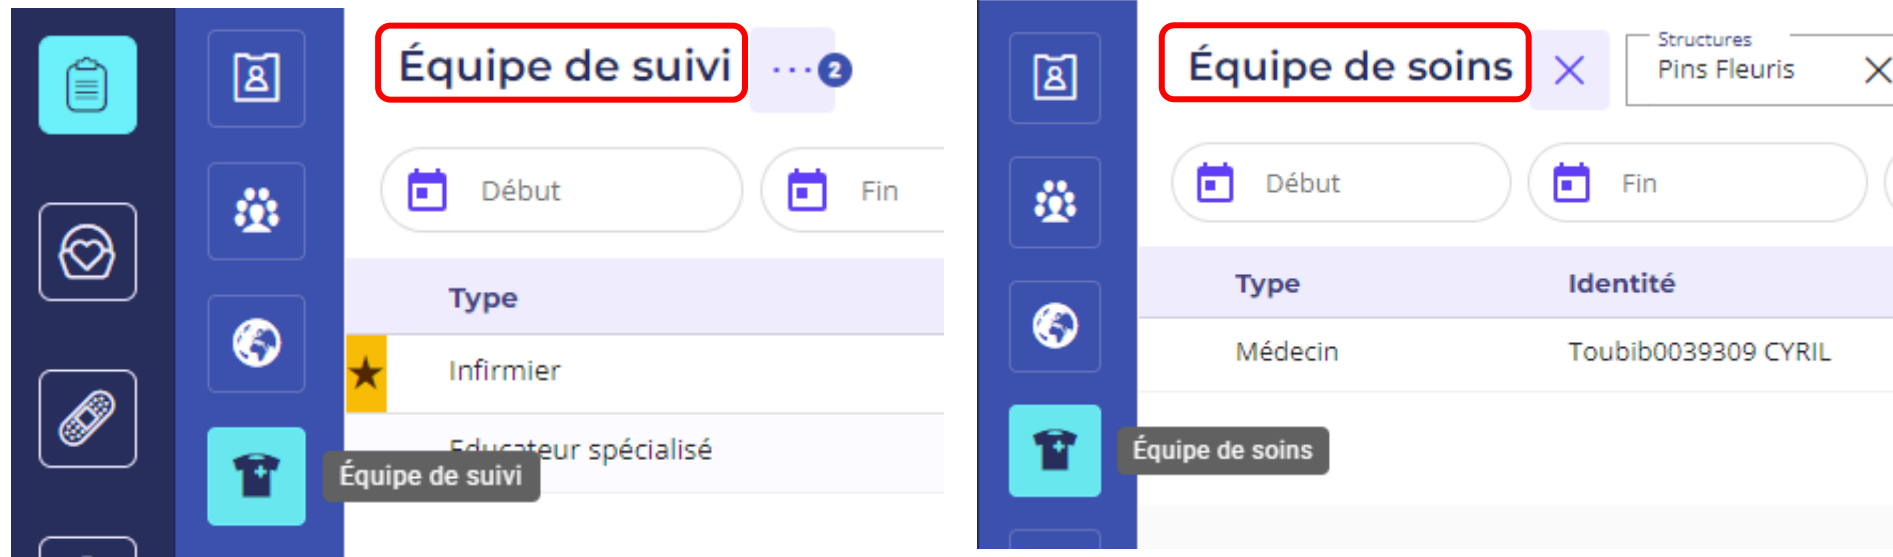 Équipe de suivi
2
Début
Fin
Type
Infirmier
Educateur spécialisé
Équipe de suivi
Équipe de soins
Structures
Pins Fleuris
Début
Fin
Type
Identité
Médecin
Toubib0039309 CYRIL
Équipe de soins